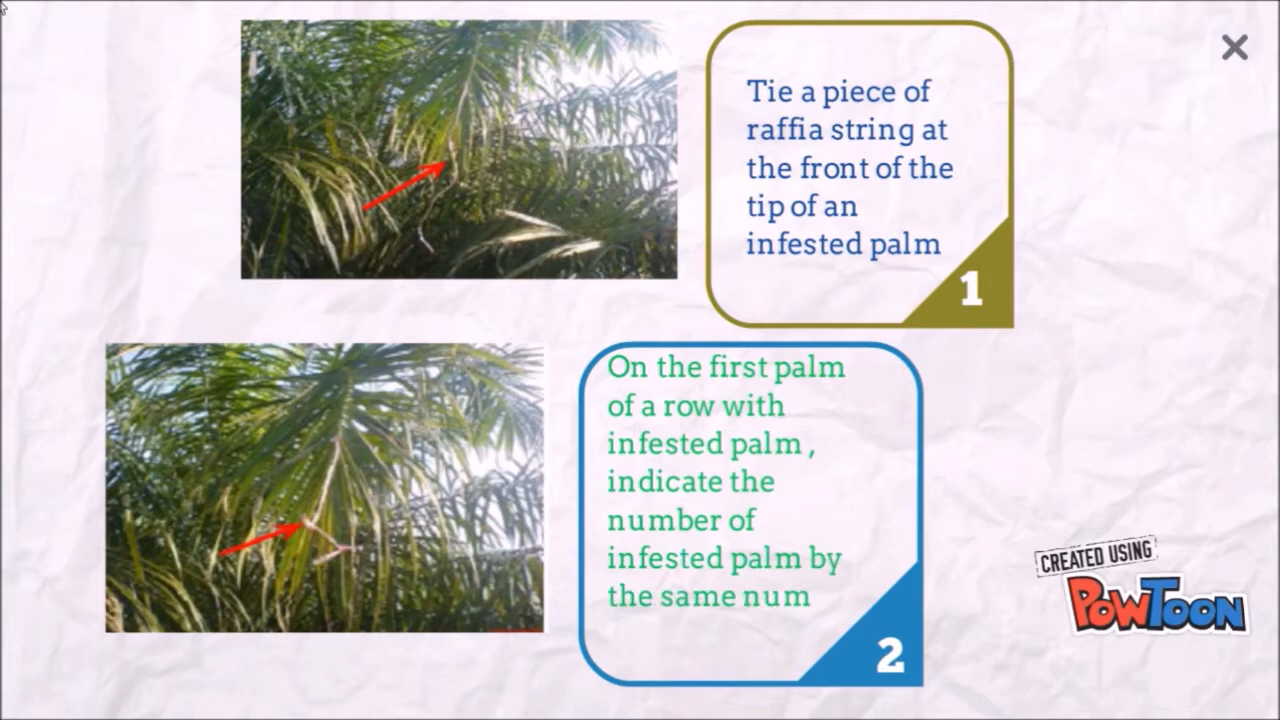 Tie a piece of
raffia string at
the front of the
tip of an
infested palm
1
On the first palm
of a row with
infested palm ,
indicate the
number of
infested palm by
the same num
2
CREATED USING
POWTOON